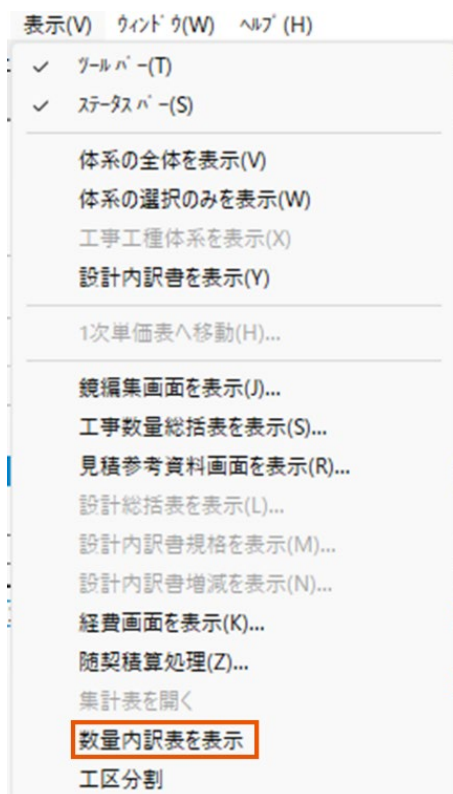 表示(V) ｳｨﾝﾄﾞｳ(W) ﾍﾙﾌﾟ(H)
ﾂｰﾙ ﾊﾞｰ(T)
ｽﾃｰﾀｽ ﾊﾞｰ(S)
体系の全体を表示(V)
体系の選択のみを表示(W)
工事工種体系を表示(X)
設計内訳書を表示(Y)
1次単価表へ移動(H)...
鏡編集画面を表示(J)...
工事数量総括表を表示(S)...
見積参考資料画面を表示(R)...
設計総括表を表示(L)...
設計内訳書規格を表示(M)...
設計内訳書増減を表示(N)...
経費画面を表示(K)...
随契積算処理(Z)...
集計表を開く
数量内訳表を表示
工区分割